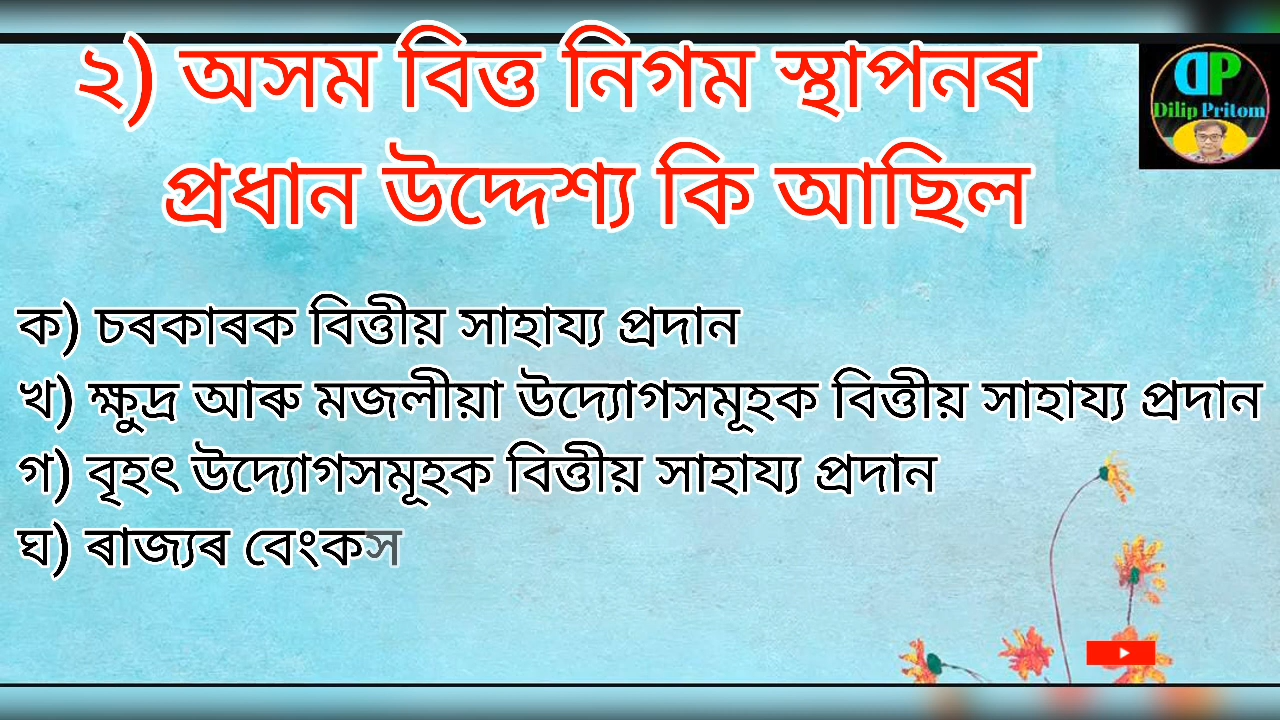 ২) অসম বিত্ত নিগম স্থাপনৰ
প্ৰধান উদ্দেশ্য কি আছিল
DP
Dilip Pritom
ক) চৰকাৰক বিত্তীয় সাহায্য প্ৰদান
খ) ক্ষুদ্ৰ আৰু মজলীয়া উদ্যোগসমূহক বিত্তীয় সাহায্য প্ৰদান
গ) বৃহৎ উদ্যোগসমূহক বিত্তীয় সাহায্য প্ৰদান
ঘ) ৰাজ্যৰ বেংকস